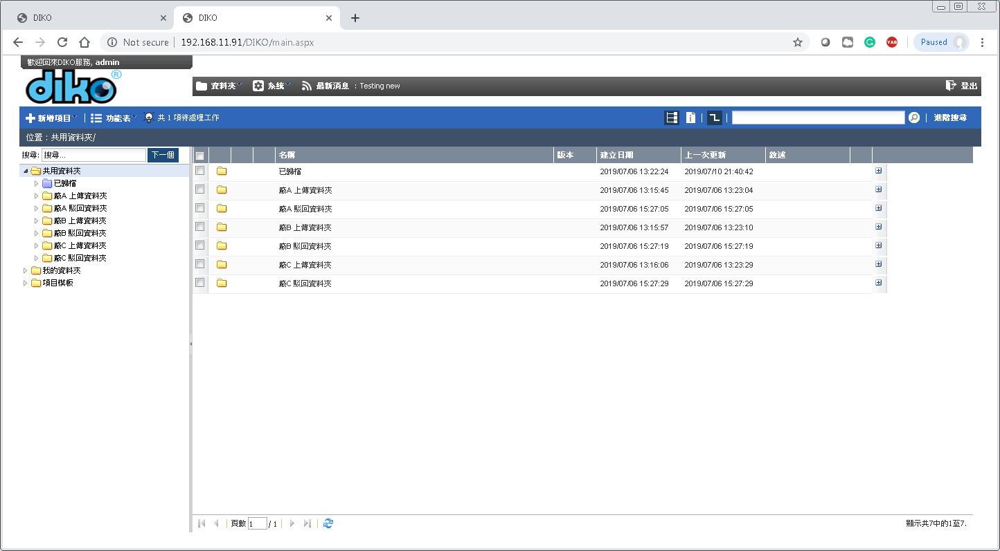 DIKO
DIKO
Not secure 192.168.11.91/DIKO/main.aspx
YAB
Paused
歡迎回來DIKO服務, admin
diko®
資料夾 系統 最新消息 : Testing new
登出
新增項目 功能表 共 1 項待處理工作
進階搜尋
位置：共用資料夾/
搜尋: 搜尋... 下一個
共用資料夾
已歸檔
廠A 上傳資料夾
廠A 駁回資料夾
廠B 上傳資料夾
廠B 駁回資料夾
廠C 上傳資料夾
廠C 駁回資料夾
我的資料夾
項目模板
名稱 版本 建立日期 上一次更新 敘述
已歸檔 2019/07/06 13:22:24 2019/07/10 21:40:42
廠A 上傳資料夾 2019/07/06 13:15:45 2019/07/06 13:23:04
廠A 駁回資料夾 2019/07/06 15:27:05 2019/07/06 15:27:05
廠B 上傳資料夾 2019/07/06 13:15:57 2019/07/06 13:23:10
廠B 駁回資料夾 2019/07/06 15:27:19 2019/07/06 15:27:19
廠C 上傳資料夾 2019/07/06 13:16:06 2019/07/06 13:23:29
廠C 駁回資料夾 2019/07/06 15:27:29 2019/07/06 15:27:29
頁數 1 / 1
顯示共7中的1至7.